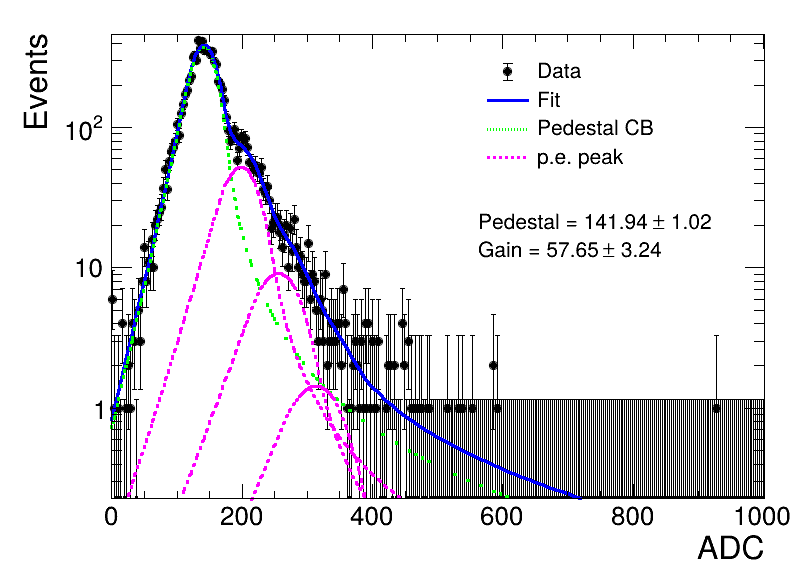 Events
Data
Fit
Pedestal CB
p.e. peak
Pedestal = 141.94 ± 1.02
Gain = 57.65 ± 3.24
10²
10
1
0 200 400 600 800 1000
ADC